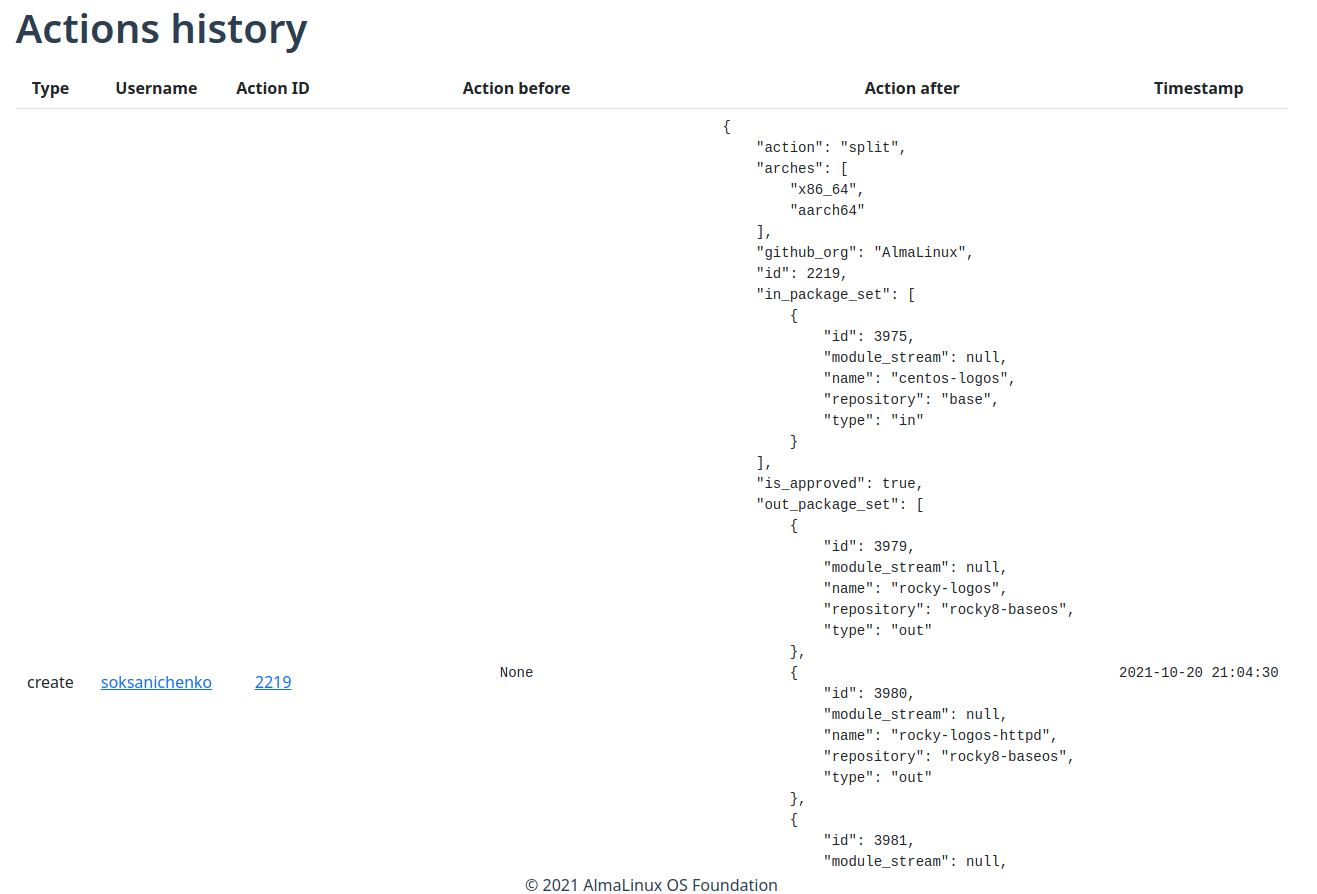 Actions history
Type Username Action ID Action before Action after Timestamp
{
"action": "split",
"arches": [
"x86_64",
"aarch64"
],
"github_org": "AlmaLinux",
"id": 2219,
"in_package_set": [
{
"id": 3975,
"module_stream": null,
"name": "centos-logos",
"repository": "base",
"type": "in"
}
],
"is_approved": true,
"out_package_set": [
{
"id": 3979,
"module_stream": null,
"name": "rocky-logos",
"repository": "rocky8-baseos",
"type": "out"
},
create soksanichenko 2219 None { 2021-10-20 21:04:30
"id": 3980,
"module_stream": null,
"name": "rocky-logos-httpd",
"repository": "rocky8-baseos",
"type": "out"
},
{
"id": 3981,
"module_stream": null,
© 2021 AlmaLinux OS Foundation